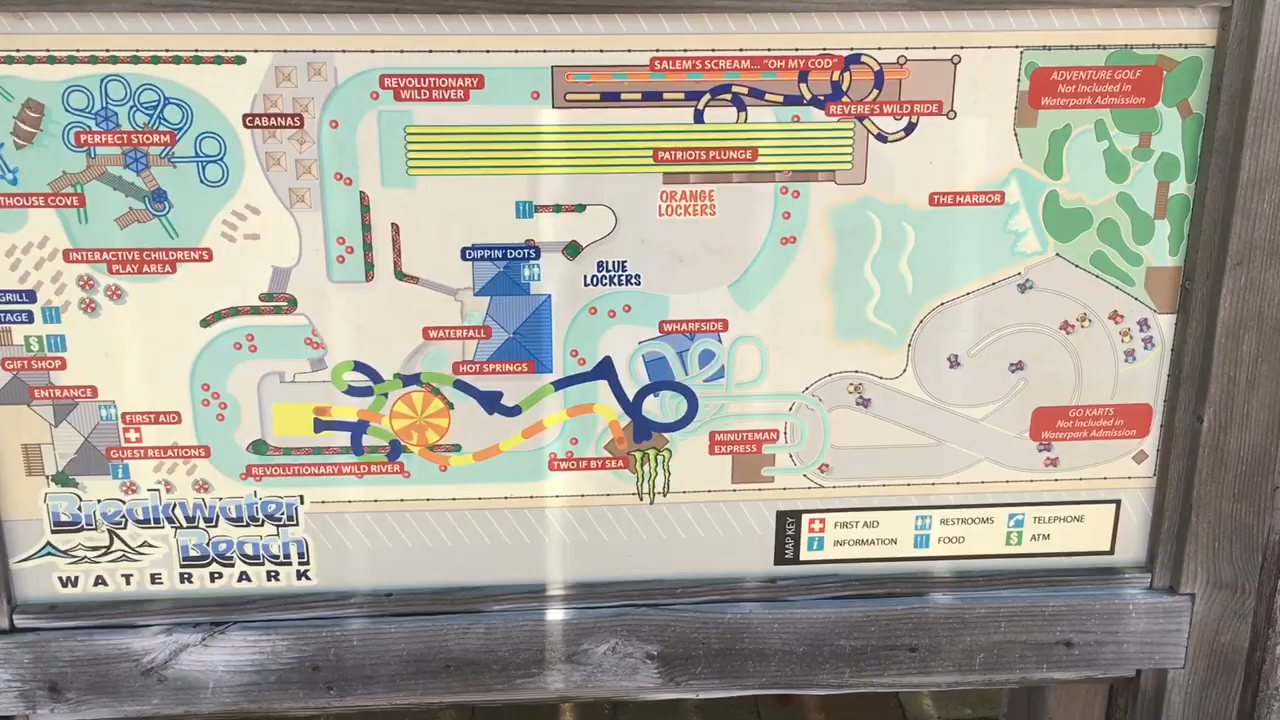 SALEM'S SCREAM... "OH MY COD"
REVOLUTIONARY
WILD RIVER
ADVENTURE GOLF
Not Included in
Waterpark Admission
REVERE'S WILD RIDE
CABANAS
PERFECT STORM
PATRIOTS PLUNGE
THOUSE COVE
ORANGE
LOCKERS
THE HARBOR
INTERACTIVE CHILDREN'S
PLAY AREA
DIPPIN' DOTS
BLUE
LOCKERS
GRILL
TAGE
WATERFALL
WHARFSIDE
$
GIFT SHOP
HOT SPRINGS
ENTRANCE
FIRST AID
GUEST RELATIONS
GO KARTS
Not Included in
Waterpark Admission
MINUTEMAN
EXPRESS
REVOLUTIONARY WILD RIVER
TWO IF BY SEA
i
Breakwater
Beach
WATERPARK
MAP KEY
FIRST AID
RESTROOMS
TELEPHONE
i INFORMATION
FOOD
$ ATM